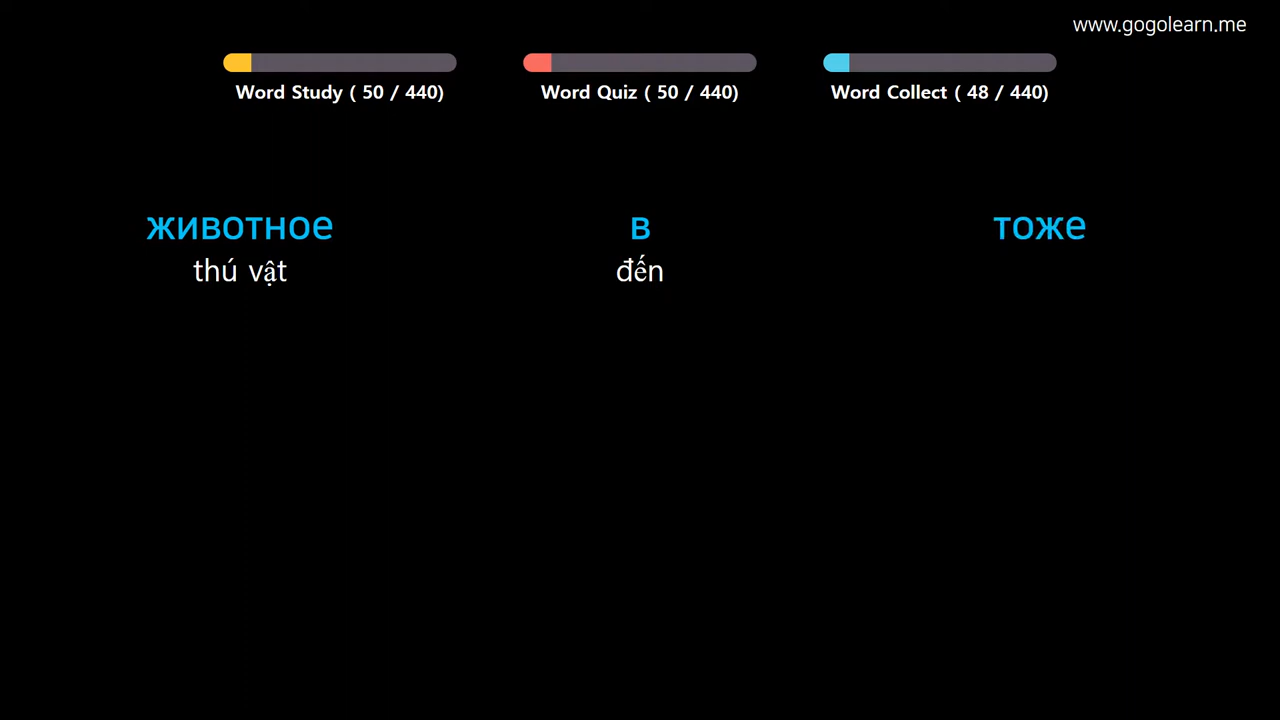 www.gogolearn.me
Word Study ( 50 / 440)
Word Quiz ( 50 / 440)
Word Collect ( 48 / 440)
животное
thú vật
в
đến
тоже